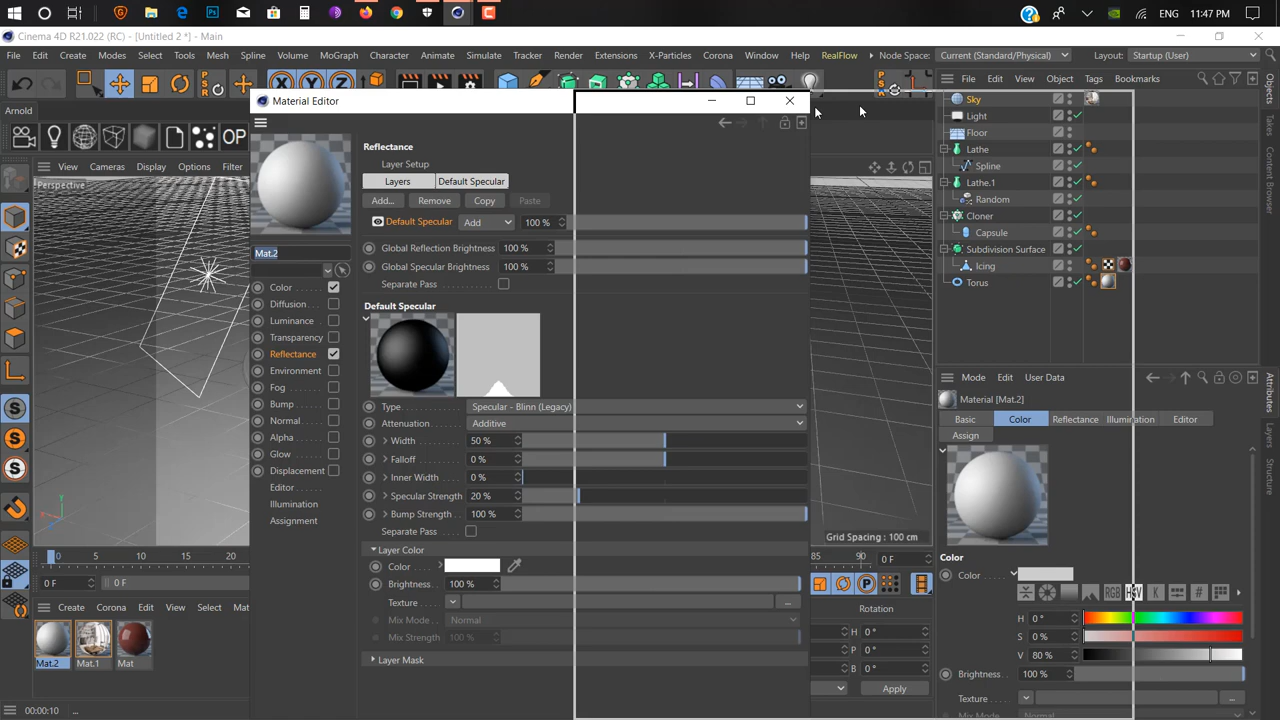 ENG 11:47 PM
Cinema 4D R21.022 (RC) - [Untitled 2 *] - Main
File Edit Create Modes Select Tools Mesh Spline Volume MoGraph Character Animate Simulate Tracker Render Extensions X-Particles Corona Window Help RealFlow Node Space: Current (Standard/Physical) Layout: Startup (User)
File Edit View Object Tags Bookmarks
Arnold
Material Editor
Sky
Light
Floor
Lathe
Spline
Lathe.1
Random
Cloner
Capsule
Subdivision Surface
Icing
Torus
View Cameras Display Options Filter
Perspective
OP
Reflectance
Layer Setup
Layers Default Specular
Add... Remove Copy Paste
Default Specular Add 100 %
Global Reflection Brightness 100 %
Global Specular Brightness 100 %
Separate Pass
Default Specular
Type Specular - Blinn (Legacy)
Attenuation Additive
Width 50 %
Falloff 0 %
Inner Width 0 %
Specular Strength 20 %
Bump Strength 100 %
Separate Pass
Layer Color
Color
Brightness 100 %
Texture
Mix Mode Normal
Mix Strength 100 %
Layer Mask
Mat.2
Color
Diffusion
Luminance
Transparency
Reflectance
Environment
Fog
Bump
Normal
Alpha
Glow
Displacement
Editor
Illumination
Assignment
Grid Spacing : 100 cm
0 5 10 15 20 85 90 0 F
0 F 0 F
Create Corona Edit View Select Mat
Mat.2 Mat.1 Mat
Rotation
H 0 °
P 0 °
B 0 °
Apply
Mode Edit User Data
Material [Mat.2]
Basic Color Reflectance Illumination Editor
Assign
Color
Color
RGB HSV K #
H 0 °
S 0 %
V 80 %
Brightness 100 %
Texture
Mix Mode Normal
Objects
Takes
Content Browser
Attributes
Layers
Structure
00:00:10